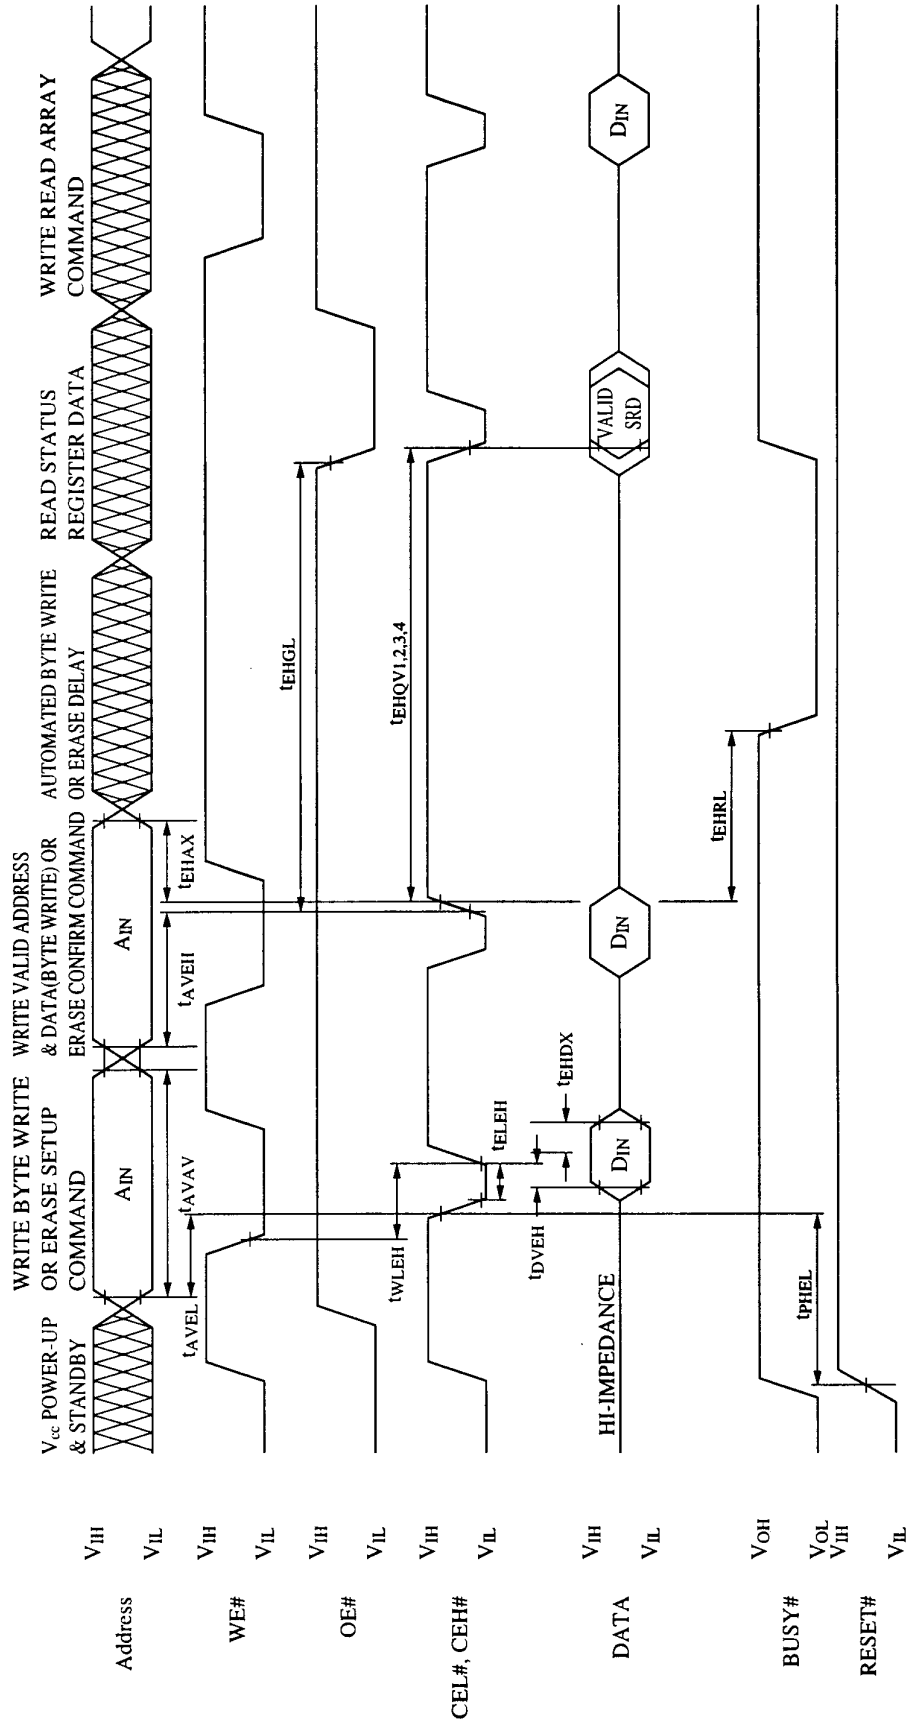 Vcc POWER-UP
& STANDBY
WRITE BYTE WRITE
OR ERASE SETUP
COMMAND
WRITE VALID ADDRESS
& DATA(BYTE WRITE) OR
ERASE CONFIRM COMMAND
AUTOMATED BYTE WRITE
OR ERASE DELAY
READ STATUS
REGISTER DATA
WRITE READ ARRAY
COMMAND
Address
VIH
VIL
AIN
AIN
tAVEL
tAVAV
tAVEH
tEHAX
WE#
VIH
VIL
OE#
VIH
VIL
tEHGL
CEL#, CEH#
VIH
VIL
tWLEH
tELEH
tEHQV1,2,3,4
tDVEH
tEHDX
DATA
VIH
VIL
HI-IMPEDANCE
DIN
DIN
VALID
SRD
DIN
BUSY#
VOH
VOL
tEHRL
tPHEL
RESET#
VIH
VIL